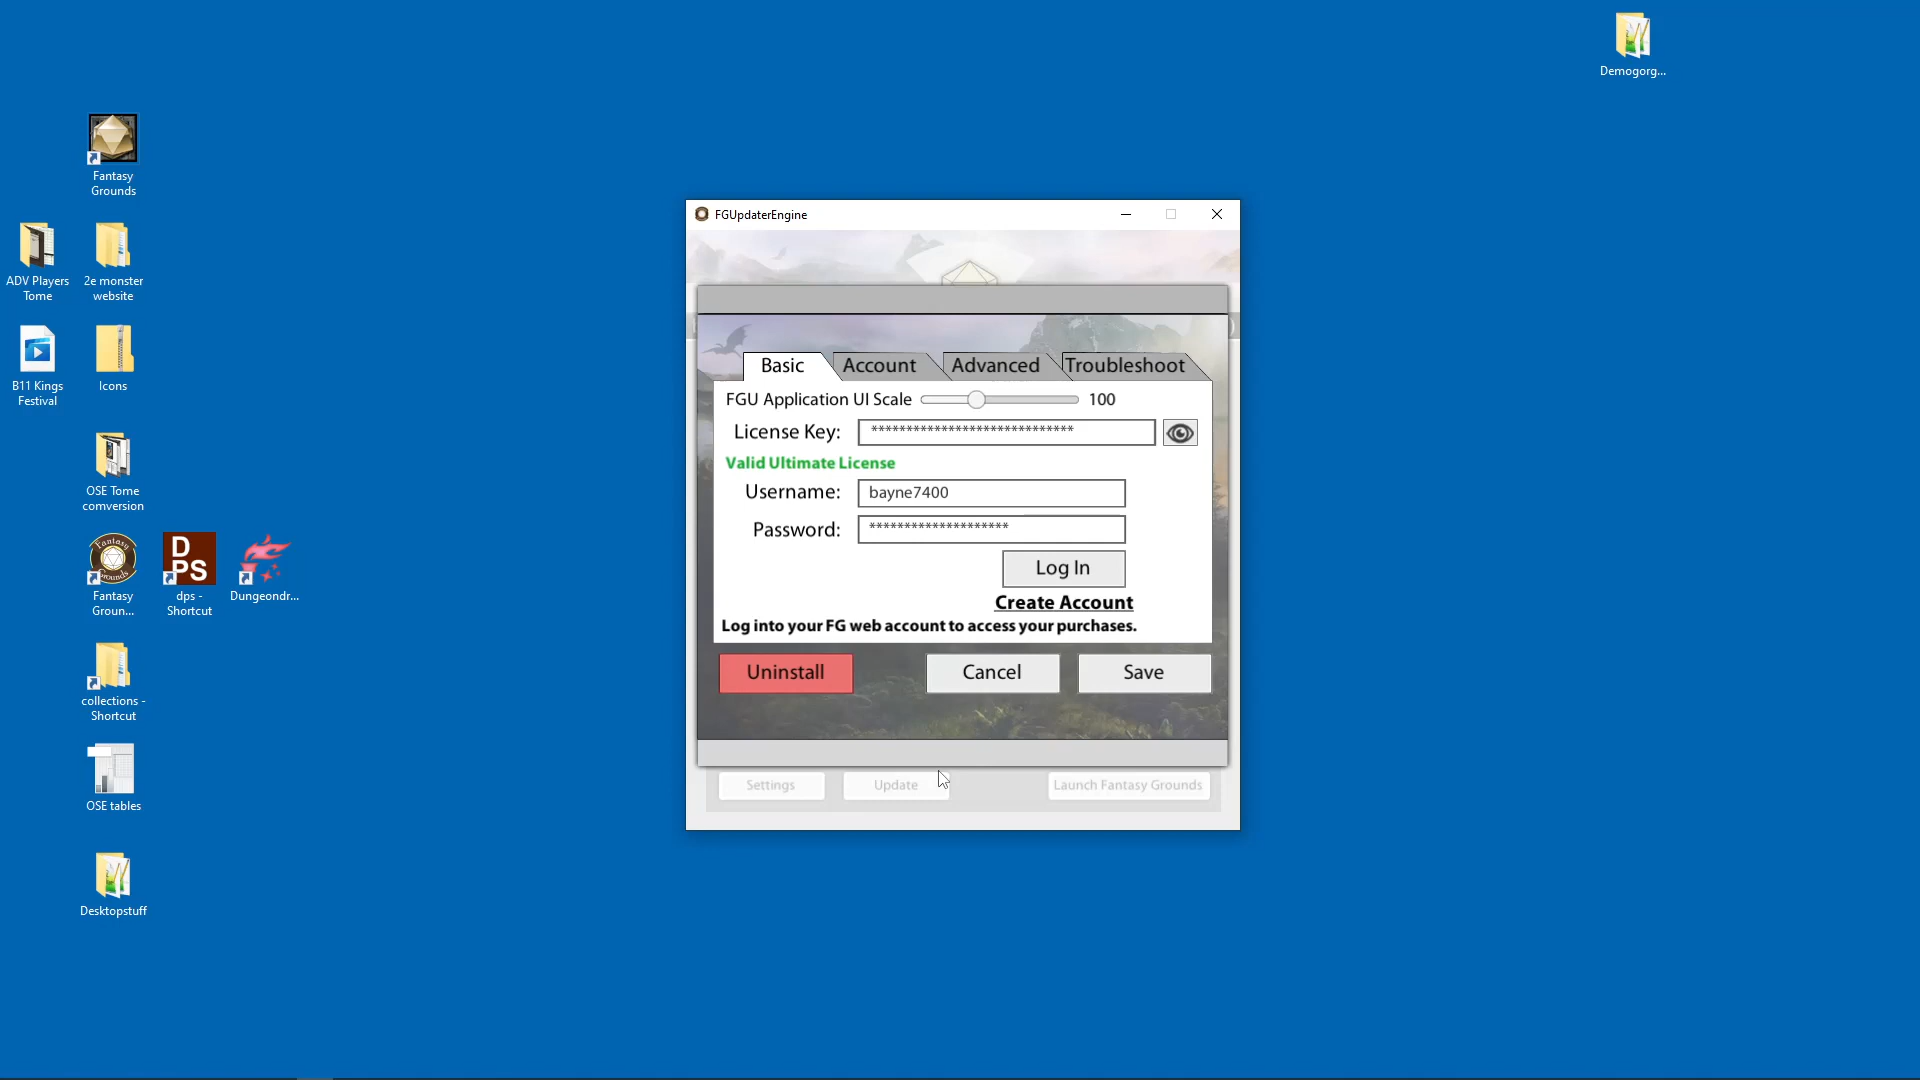 Demogorg...
Fantasy
Grounds
ADV Players
Tome
2e monster
website
B11 Kings
Festival
Icons
OSE Tome
comversion
Fantasy
Grounds
Fantasy
Groun...
D
PS
dps -
Shortcut
Dungeondr...
collections -
Shortcut
OSE tables
Desktopstuff
FGUpdaterEngine
Basic
Account
Advanced
Troubleshoot
FGU Application UI Scale 100
License Key: *****************************
Valid Ultimate License
Username: bayne7400
Password: ********************
Log In
Create Account
Log into your FG web account to access your purchases.
Uninstall
Cancel
Save
Settings
Update
Launch Fantasy Grounds